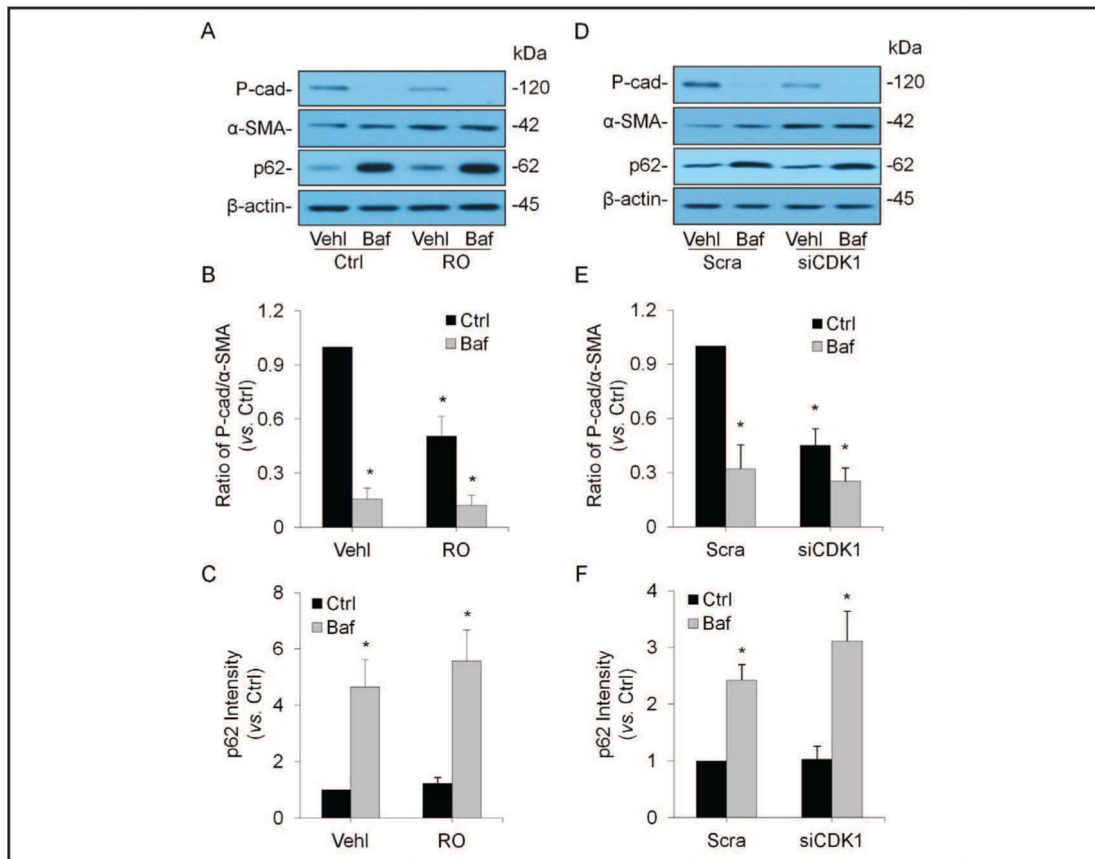 A
kDa
P-cad- -120
α-SMA- -42
p62- -62
β-actin- -45
Vehl Baf Vehl Baf
Ctrl RO
D
kDa
P-cad- -120
α-SMA- -42
p62- -62
β-actin- -45
Vehl Baf Vehl Baf
Scra siCDK1
B
Ratio of P-cad/α-SMA
(vs. Ctrl)
1.2
0.9
0.6
0.3
0
Ctrl
Baf
*
*
*
Vehl RO
E
Ratio of P-cad/α-SMA
(vs. Ctrl)
1.2
0.9
0.6
0.3
0
Ctrl
Baf
*
*
*
Scra siCDK1
C
p62 Intensity
(vs. Ctrl)
8
6
4
2
0
Ctrl
Baf
*
*
Vehl RO
F
p62 Intensity
(vs. Ctrl)
4
3
2
1
0
Ctrl
Baf
*
*
Scra siCDK1